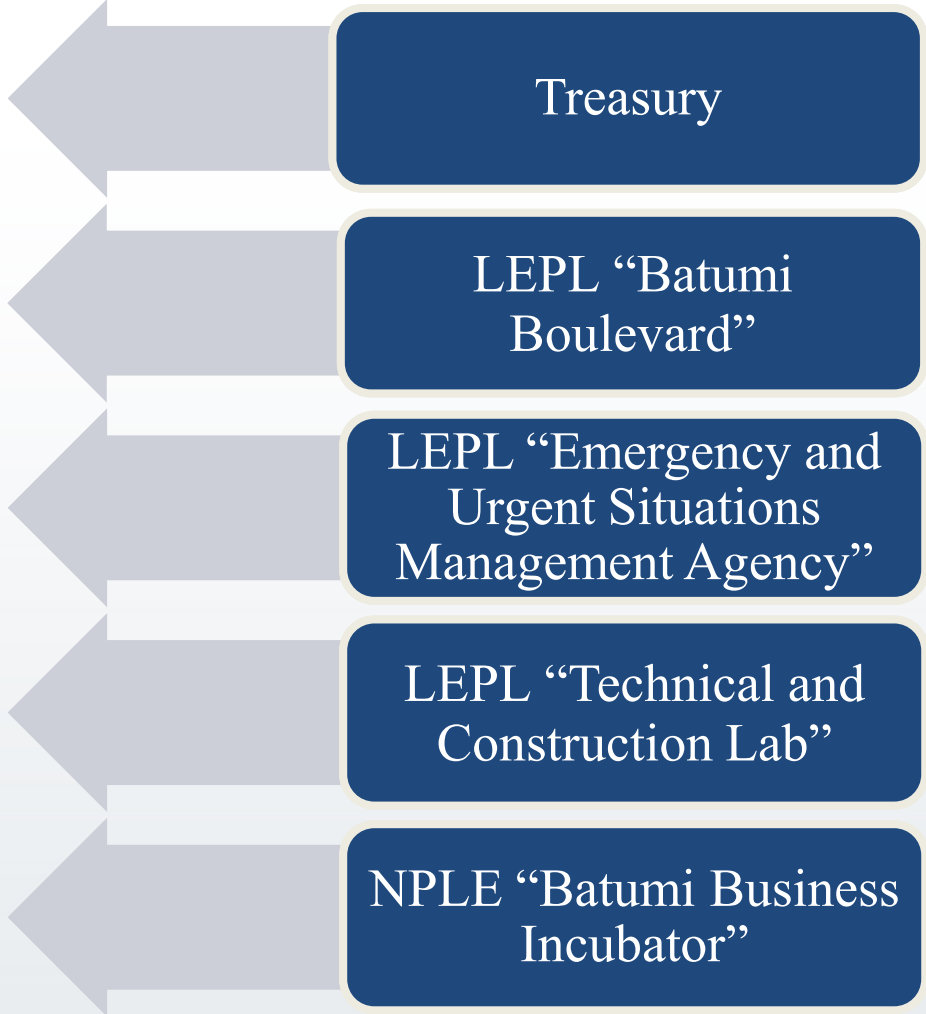 Treasury
LEPL “Batumi
Boulevard”
LEPL “Emergency and
Urgent Situations
Management Agency”
LEPL “Technical and
Construction Lab”
NPLE “Batumi Business
Incubator”